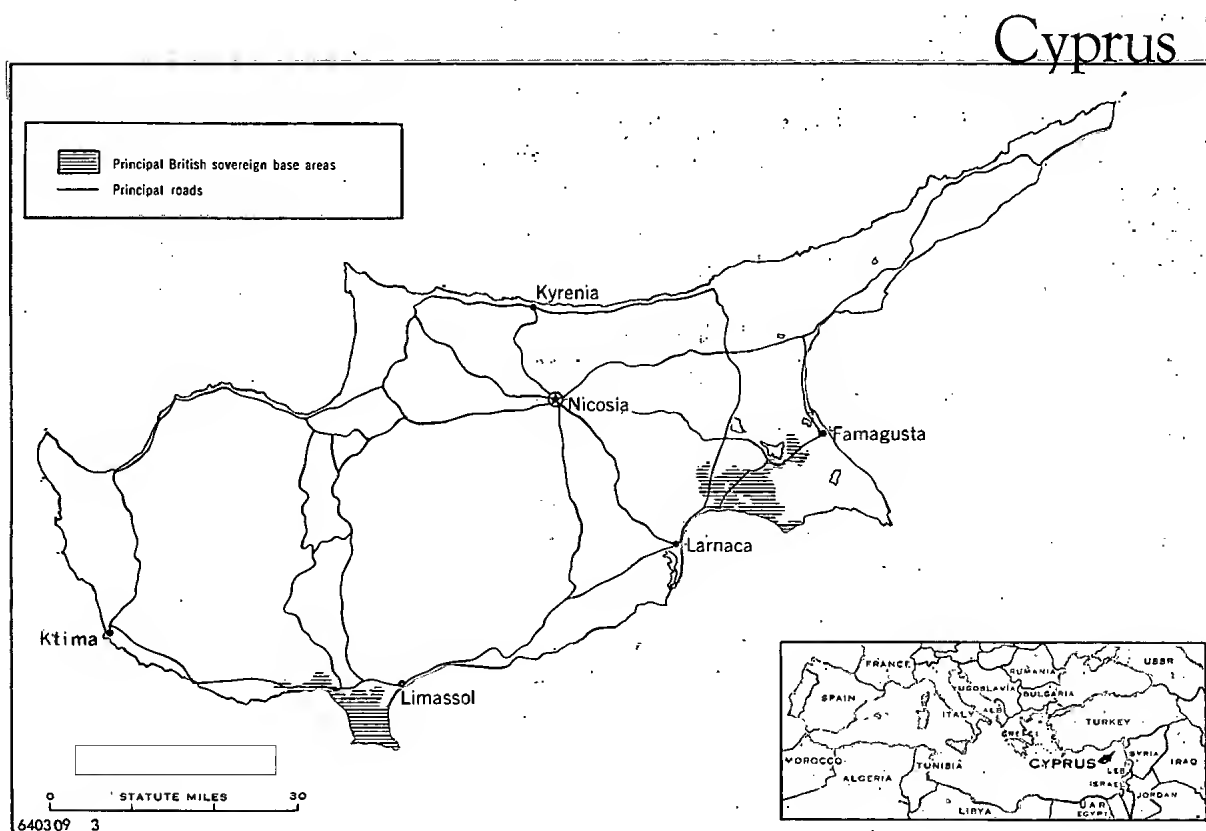 Cyprus
Principal British sovereign base areas
Principal roads
Kyrenia
Nicosia
Famagusta
Larnaca
Ktima
Limassol
FRANCE
RUMANIA
USSR
SPAIN
YUGOSLAVIA
BULGARIA
ITALY
ALB
TURKEY
GREECE
MOROCCO
ALGERIA
TUNISIA
CYPRUS
SYRIA
LEB
IRAQ
ISRAEL
JORDAN
LIBYA
UAR
EGYPT
0 STATUTE MILES 30
640309 3